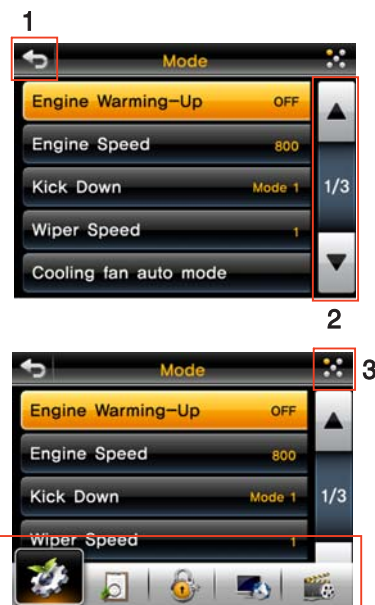 1
Mode
Engine Warming-Up OFF
Engine Speed 800
Kick Down Mode 1 1/3
Wiper Speed 1
Cooling fan auto mode
2
Mode 3
Engine Warming-Up OFF
Engine Speed 800
Kick Down Mode 1 1/3
Wiper Speed 1